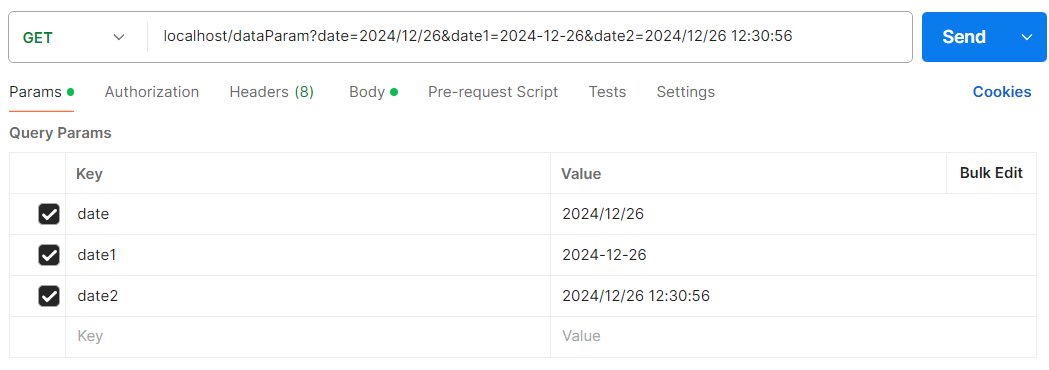 GET localhost/dataParam?date=2024/12/26&date1=2024-12-26&date2=2024/12/26 12:30:56 Send
Params Authorization Headers (8) Body Pre-request Script Tests Settings Cookies
Query Params
Key Value Bulk Edit
date 2024/12/26
date1 2024-12-26
date2 2024/12/26 12:30:56
Key Value